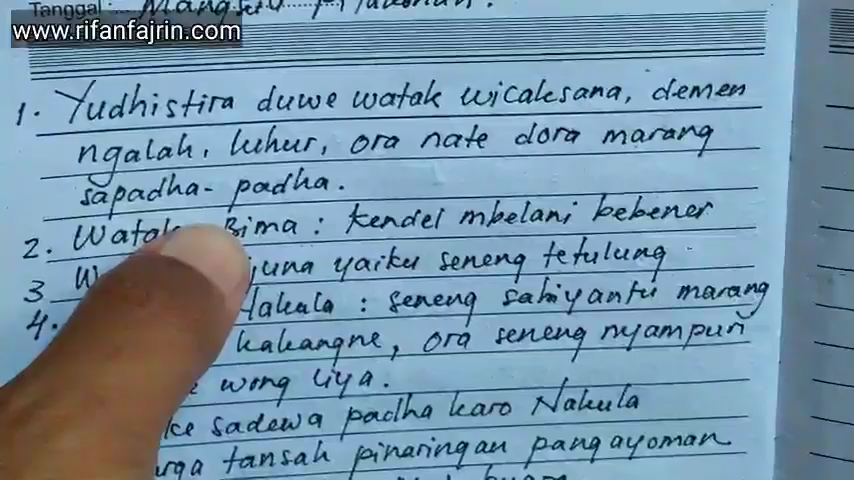 Tanggal :
www.rifanfajrin.com
1. Yudhistira duwe watak wicaksana, demen
ngalah, luhur, ora nate dora marang
sapadha-padha.
2. Watak Bima : kendel mbelani bebener
3 yaiku seneng tetulung
4. : seneng sabiyantu marang
kakangne, ora seneng nyampuri
wong liya.
sadewa padha karo Nakula
tansah pinaringan pangayoman